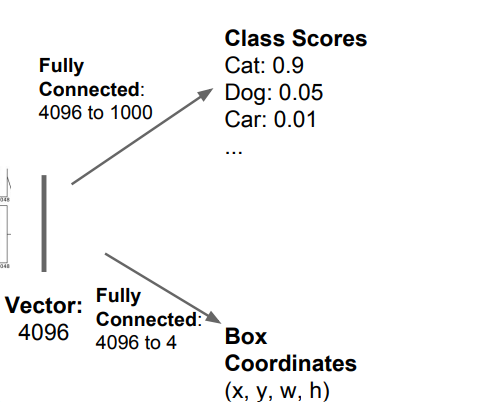 Class Scores
Cat: 0.9
Dog: 0.05
Car: 0.01
...
Fully
Connected:
4096 to 1000
Vector:
4096
Fully
Connected:
4096 to 4
Box
Coordinates
(x, y, w, h)